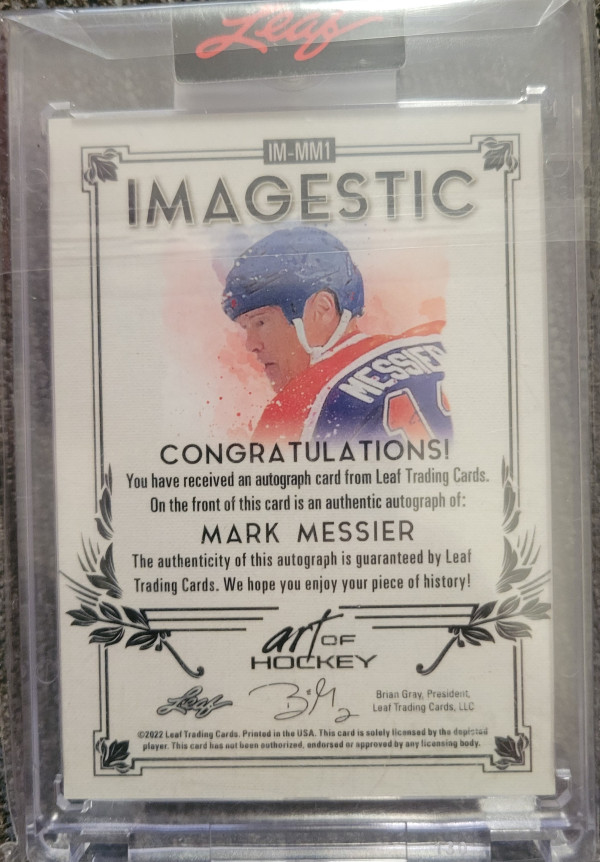 Leaf
IM-MM1
IMAGESTIC
MESSIER
CONGRATULATIONS!
You have received an autograph card from Leaf Trading Cards.
On the front of this card is an authentic autograph of:
MARK MESSIER
The authenticity of this autograph is guaranteed by Leaf
Trading Cards. We hope you enjoy your piece of history!
art OF
HOCKEY
Leaf
Brian Gray, President,
Leaf Trading Cards, LLC
©2022 Leaf Trading Cards. Printed in the USA. This card is solely licensed by the depicted
player. This card has not been authorized, endorsed or approved by any licensing body.